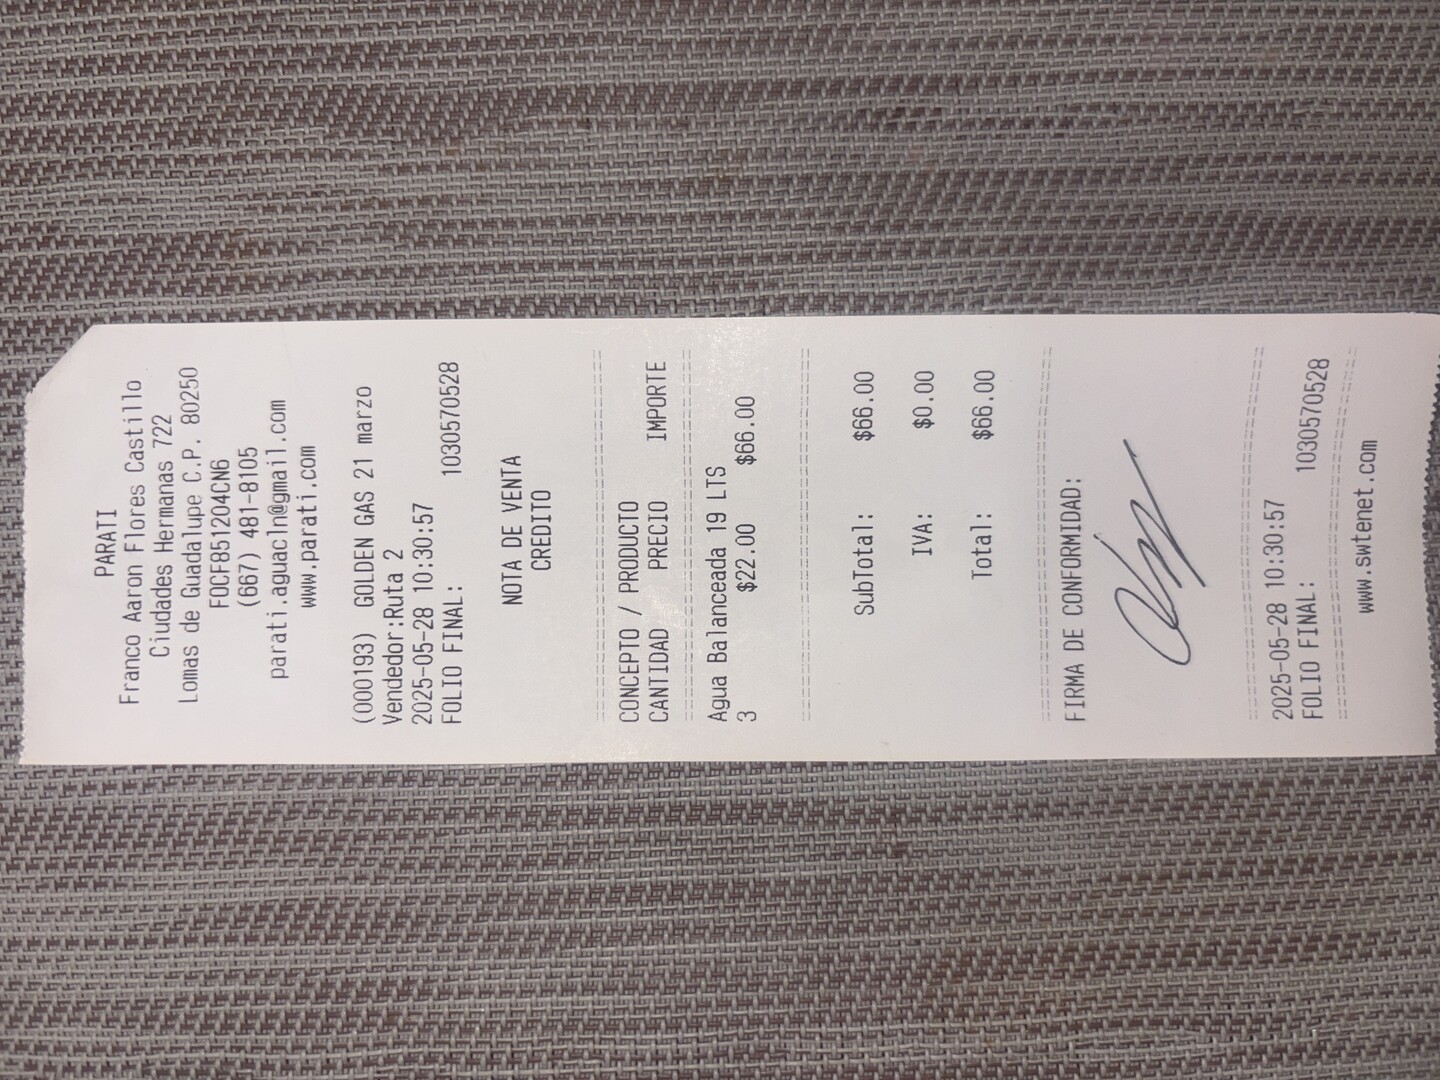 PARATI
Franco Aaron Flores Castillo
Ciudades Hermanas 722
Lomas de Guadalupe C.P. 80250
FOCF851204CN6
(667) 481-8105
parati.aguacln@gmail.com
www.parati.com
(000193) GOLDEN GAS 21 marzo
Vendedor:Ruta 2
2025-05-28 10:30:57
FOLIO FINAL: 1030570528
NOTA DE VENTA
CREDITO
CONCEPTO / PRODUCTO
CANTIDAD PRECIO IMPORTE
Agua Balanceada 19 LTS
3 $22.00 $66.00
SubTotal: $66.00
IVA: $0.00
Total: $66.00
FIRMA DE CONFORMIDAD:
2025-05-28 10:30:57
FOLIO FINAL: 1030570528
www.swtenet.com